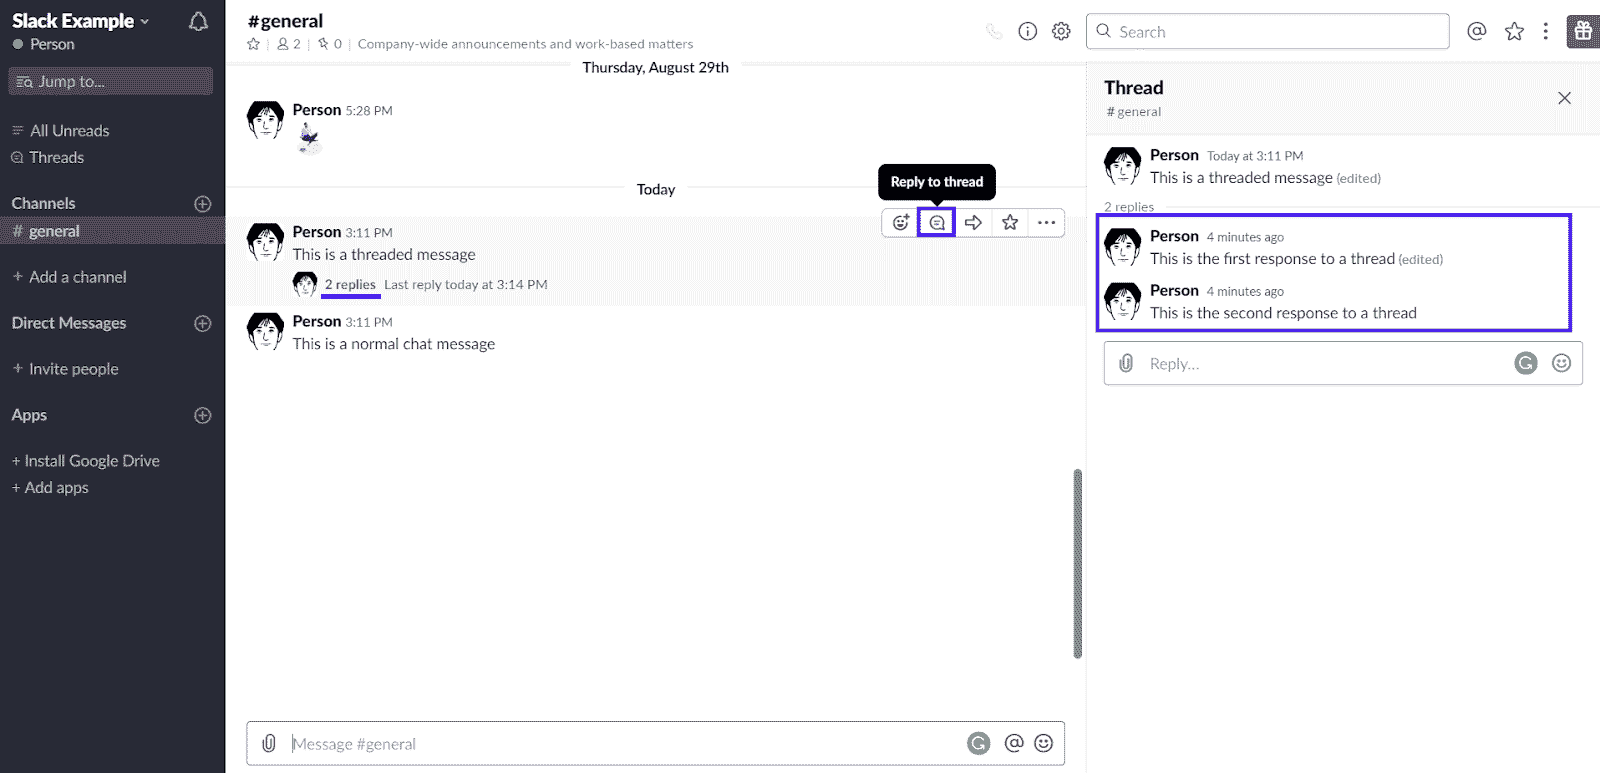 Slack Example
Person
Jump to...
All Unreads
Threads
Channels
# general
+ Add a channel
Direct Messages
+ Invite people
Apps
+ Install Google Drive
+ Add apps
#general
2 | 0 | Company-wide announcements and work-based matters
Search
Thursday, August 29th
Person 5:28 PM
Today
Reply to thread
Person 3:11 PM
This is a threaded message
2 replies Last reply today at 3:14 PM
Person 3:11 PM
This is a normal chat message
Message #general
Thread
# general
Person Today at 3:11 PM
This is a threaded message (edited)
2 replies
Person 4 minutes ago
This is the first response to a thread (edited)
Person 4 minutes ago
This is the second response to a thread
Reply...